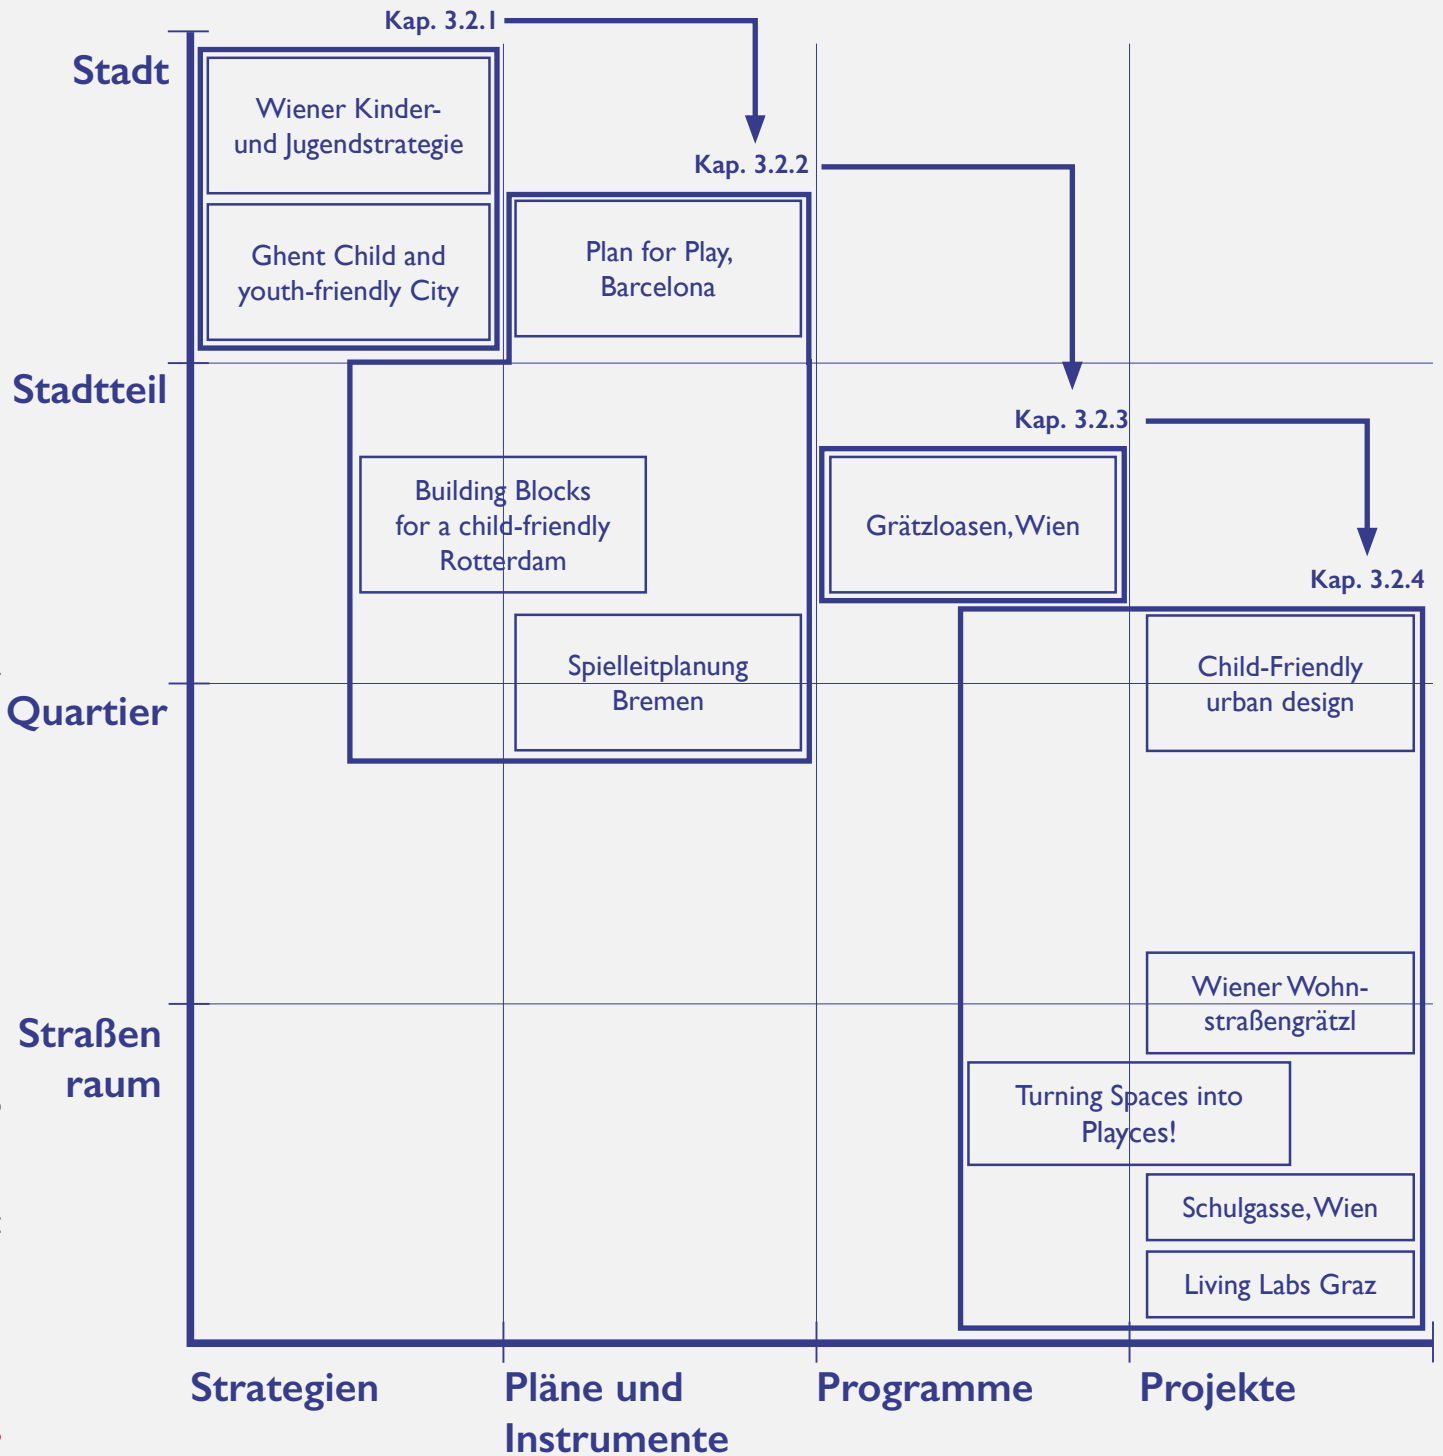 Kap. 3.2.1
Stadt
Wiener Kinder-
und Jugendstrategie
Kap. 3.2.2
Ghent Child and
youth-friendly City
Plan for Play,
Barcelona
Stadtteil
Kap. 3.2.3
Building Blocks
for a child-friendly
Rotterdam
Grätzloasen, Wien
Kap. 3.2.4
Spielleitplanung
Bremen
Child-Friendly
urban design
Quartier
Wiener Wohn-
straßengrätzl
Straßen
raum
Turning Spaces into
Playces!
Schulgasse, Wien
Living Labs Graz
Strategien
Pläne und
Instrumente
Programme
Projekte